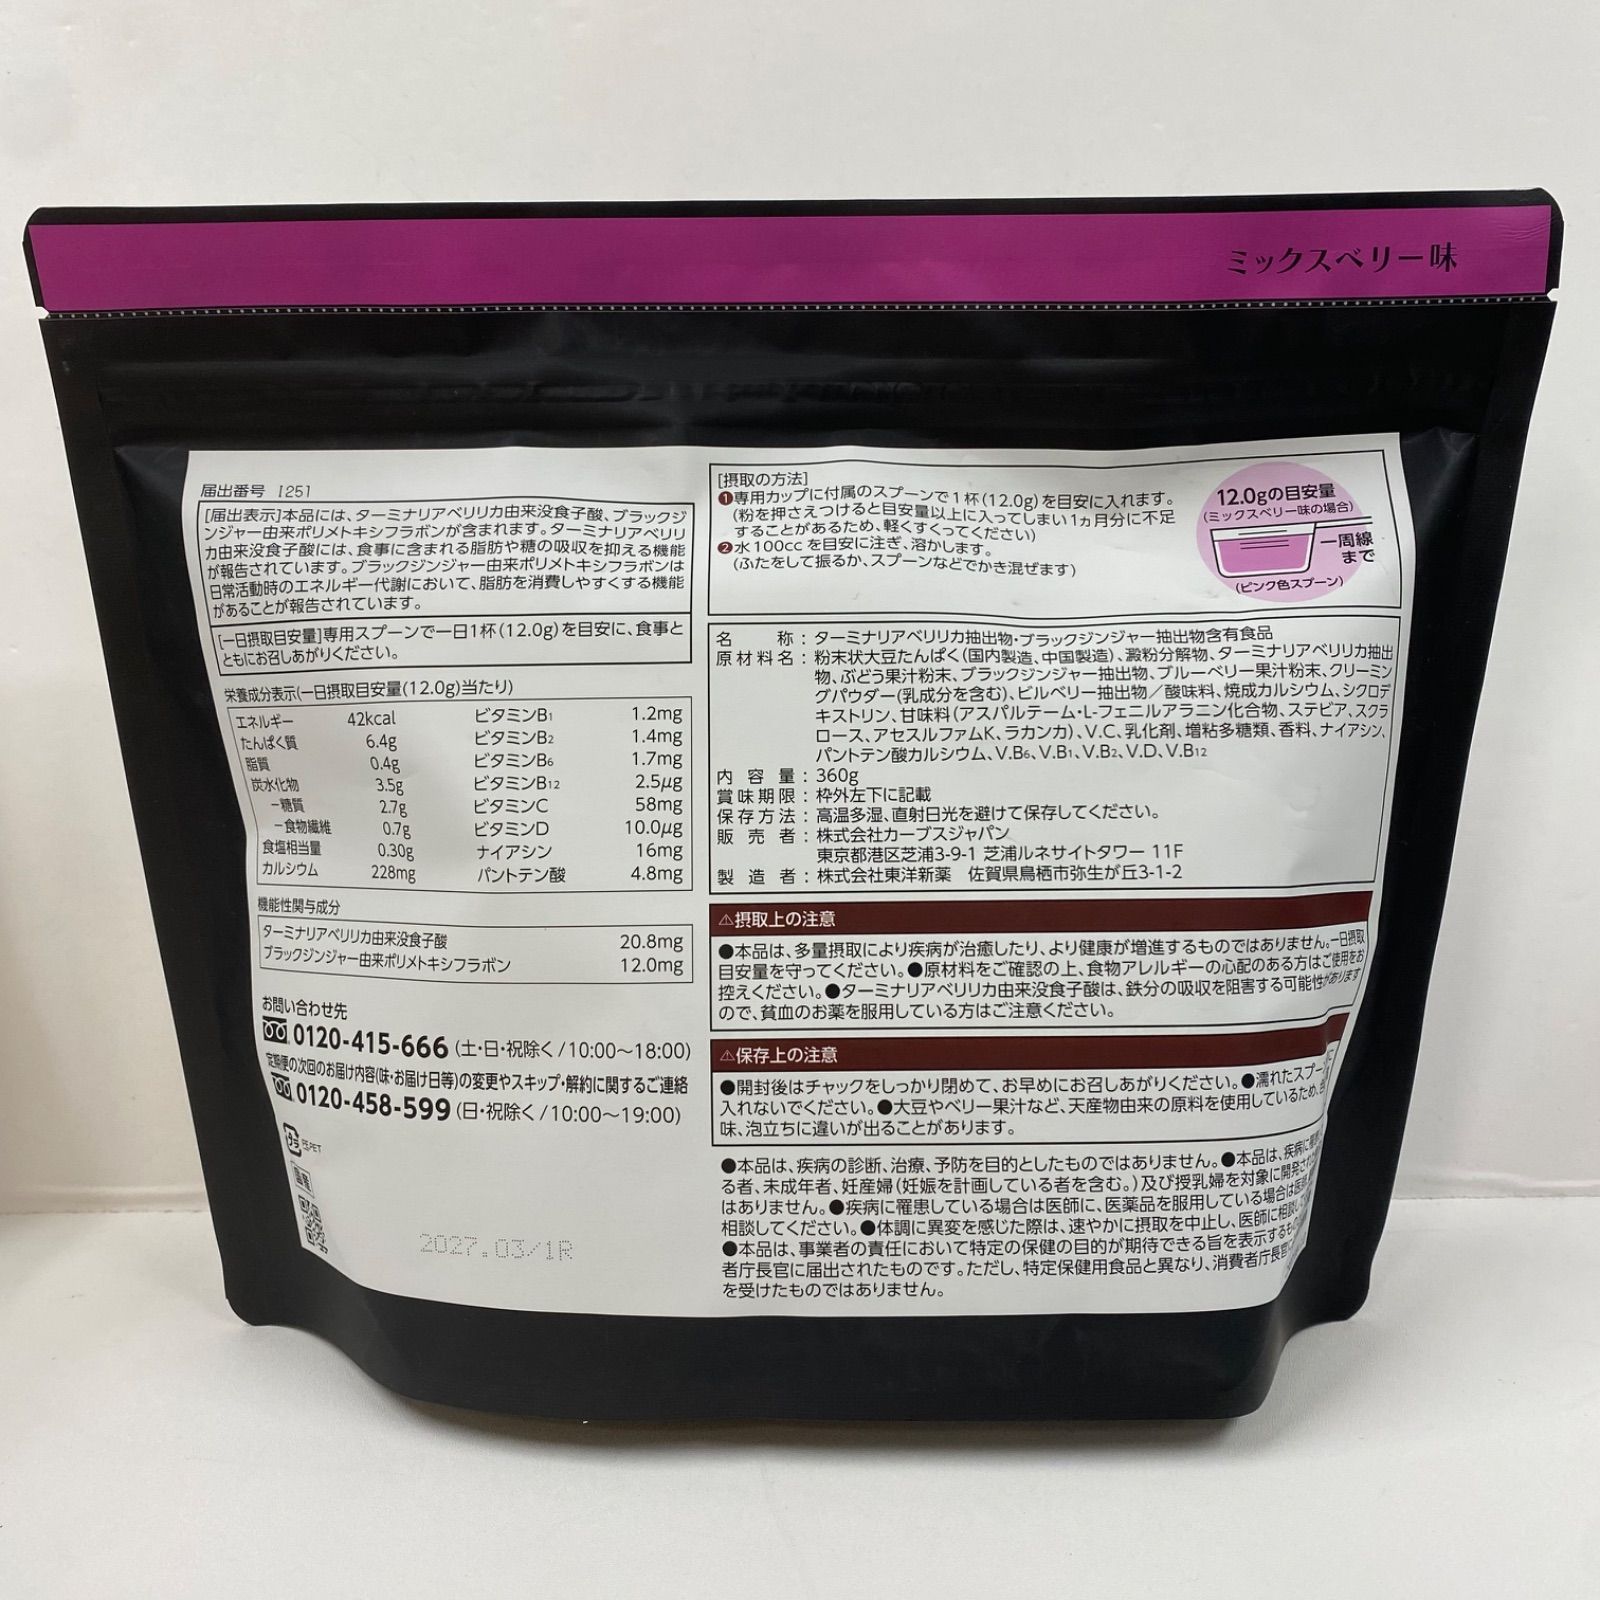 ミックスベリー味
届出番号 I251
[届出表示]本品には、ターミナリアベリリカ由来没食子酸、ブラックジ
ンジャー由来ポリメトキシフラボンが含まれます。ターミナリアベリリ
カ由来没食子酸には、食事に含まれる脂肪や糖の吸収を抑える機能
が報告されています。ブラックジンジャー由来ポリメトキシフラボンは
日常活動時のエネルギー代謝において、脂肪を消費しやすくする機能
があることが報告されています。
[一日摂取目安量]専用スプーンで一日1杯(12.0g)を目安に、食事と
ともにお召しあがりください。
栄養成分表示(一日摂取目安量(12.0g)当たり)
エネルギー 42kcal ビタミンB1 1.2mg
たんぱく質 6.4g ビタミンB2 1.4mg
脂質 0.4g ビタミンB6 1.7mg
炭水化物 3.5g ビタミンB12 2.5μg
－糖質 2.7g ビタミンC 58mg
－食物繊維 0.7g ビタミンD 10.0μg
食塩相当量 0.30g ナイアシン 16mg
カルシウム 228mg パントテン酸 4.8mg
機能性関与成分
ターミナリアベリリカ由来没食子酸 20.8mg
ブラックジンジャー由来ポリメトキシフラボン 12.0mg
お問い合わせ先
0120-415-666 (土・日・祝除く/10:00～18:00)
定期便の次回のお届け内容(味・お届け日等)の変更やスキップ・解約に関するご連絡
0120-458-599 (日・祝除く/10:00～19:00)
プラ PE,PET
2027.03/1R
[摂取の方法]
❶専用カップに付属のスプーンで1杯(12.0g)を目安に入れます。
(粉を押さえつけると目安量以上に入ってしまい1ヵ月分に不足
することがあるため、軽くすくってください)
❷水100ccを目安に注ぎ、溶かします。
(ふたをして振るか、スプーンなどでかき混ぜます)
12.0gの目安量
(ミックスベリー味の場合)
一周線
まで
(ピンク色スプーン)
名称：ターミナリアベリリカ抽出物・ブラックジンジャー抽出物含有食品
原材料名：粉末状大豆たんぱく(国内製造、中国製造)、澱粉分解物、ターミナリアベリリカ抽出
物、ぶどう果汁粉末、ブラックジンジャー抽出物、ブルーベリー果汁粉末、クリーミン
グパウダー(乳成分を含む)、ビルベリー抽出物／酸味料、焼成カルシウム、シクロデ
キストリン、甘味料(アスパルテーム・L-フェニルアラニン化合物、ステビア、スクラ
ロース、アセスルファムK、ラカンカ)、V.C、乳化剤、増粘多糖類、香料、ナイアシン、
パントテン酸カルシウム、V.B6、V.B1、V.B2、V.D、V.B12
内容量：360g
賞味期限：枠外左下に記載
保存方法：高温多湿、直射日光を避けて保存してください。
販売者：株式会社カーブスジャパン
東京都港区芝浦3-9-1 芝浦ルネサイトタワー 11F
製造者：株式会社東洋新薬　佐賀県鳥栖市弥生が丘3-1-2
⚠摂取上の注意
●本品は、多量摂取により疾病が治癒したり、より健康が増進するものではありません。一日摂取
目安量を守ってください。●原材料をご確認の上、食物アレルギーの心配のある方はご使用をお
控えください。●ターミナリアベリリカ由来没食子酸は、鉄分の吸収を阻害する可能性があります
ので、貧血のお薬を服用している方はご注意ください。
⚠保存上の注意
●開封後はチャックをしっかり閉めて、お早めにお召しあがりください。●濡れたスプーン
入れないでください。●大豆やベリー果汁など、天産物由来の原料を使用しているため、
味、泡立ちに違いが出ることがあります。
●本品は、疾病の診断、治療、予防を目的としたものではありません。●本品は、疾病に
る者、未成年者、妊産婦(妊娠を計画している者を含む。)及び授乳婦を対象に開発され
はありません。●疾病に罹患している場合は医師に、医薬品を服用している場合は医師、
相談してください。●体調に異変を感じた際は、速やかに摂取を中止し、医師に相談し
●本品は、事業者の責任において特定の保健の目的が期待できる旨を表示するもの
者庁長官に届出されたものです。ただし、特定保健用食品と異なり、消費者庁長官
を受けたものではありません。